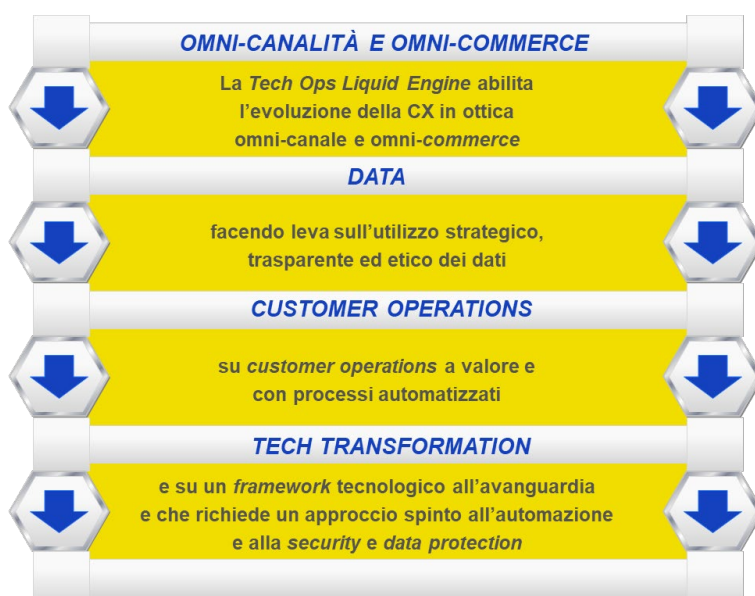 OMNI-CANALITÀ E OMNI-COMMERCE
La Tech Ops Liquid Engine abilita
l'evoluzione della CX in ottica
omni-canale e omni-commerce
DATA
facendo leva sull'utilizzo strategico,
trasparente ed etico dei dati
CUSTOMER OPERATIONS
su customer operations a valore e
con processi automatizzati
TECH TRANSFORMATION
e su un framework tecnologico all'avanguardia
e che richiede un approccio spinto all'automazione
e alla security e data protection